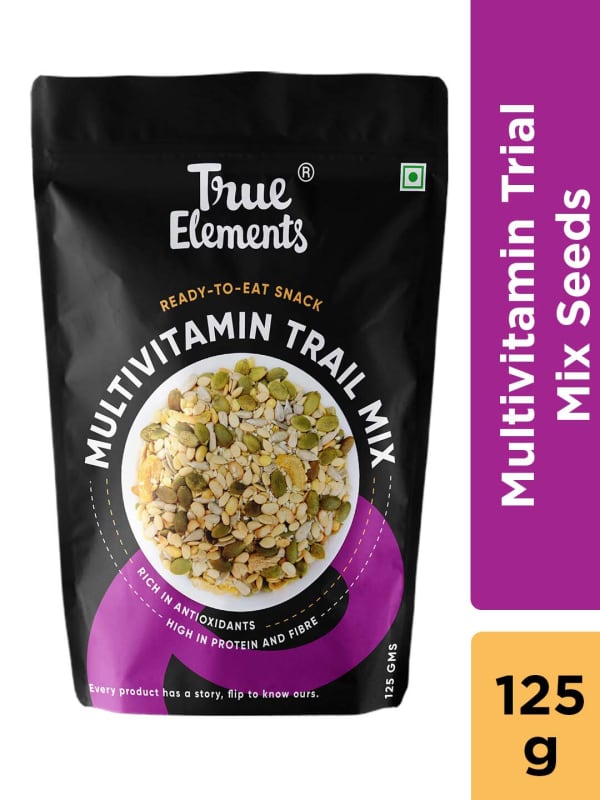 True ®
Elements
READY-TO-EAT SNACK
MULTIVITAMIN TRAIL MIX
RICH IN ANTIOXIDANTS
HIGH IN PROTEIN AND FIBRE
Every product has a story, flip to know ours.
125 GMS
Multivitamin Trial
Mix Seeds
125
g